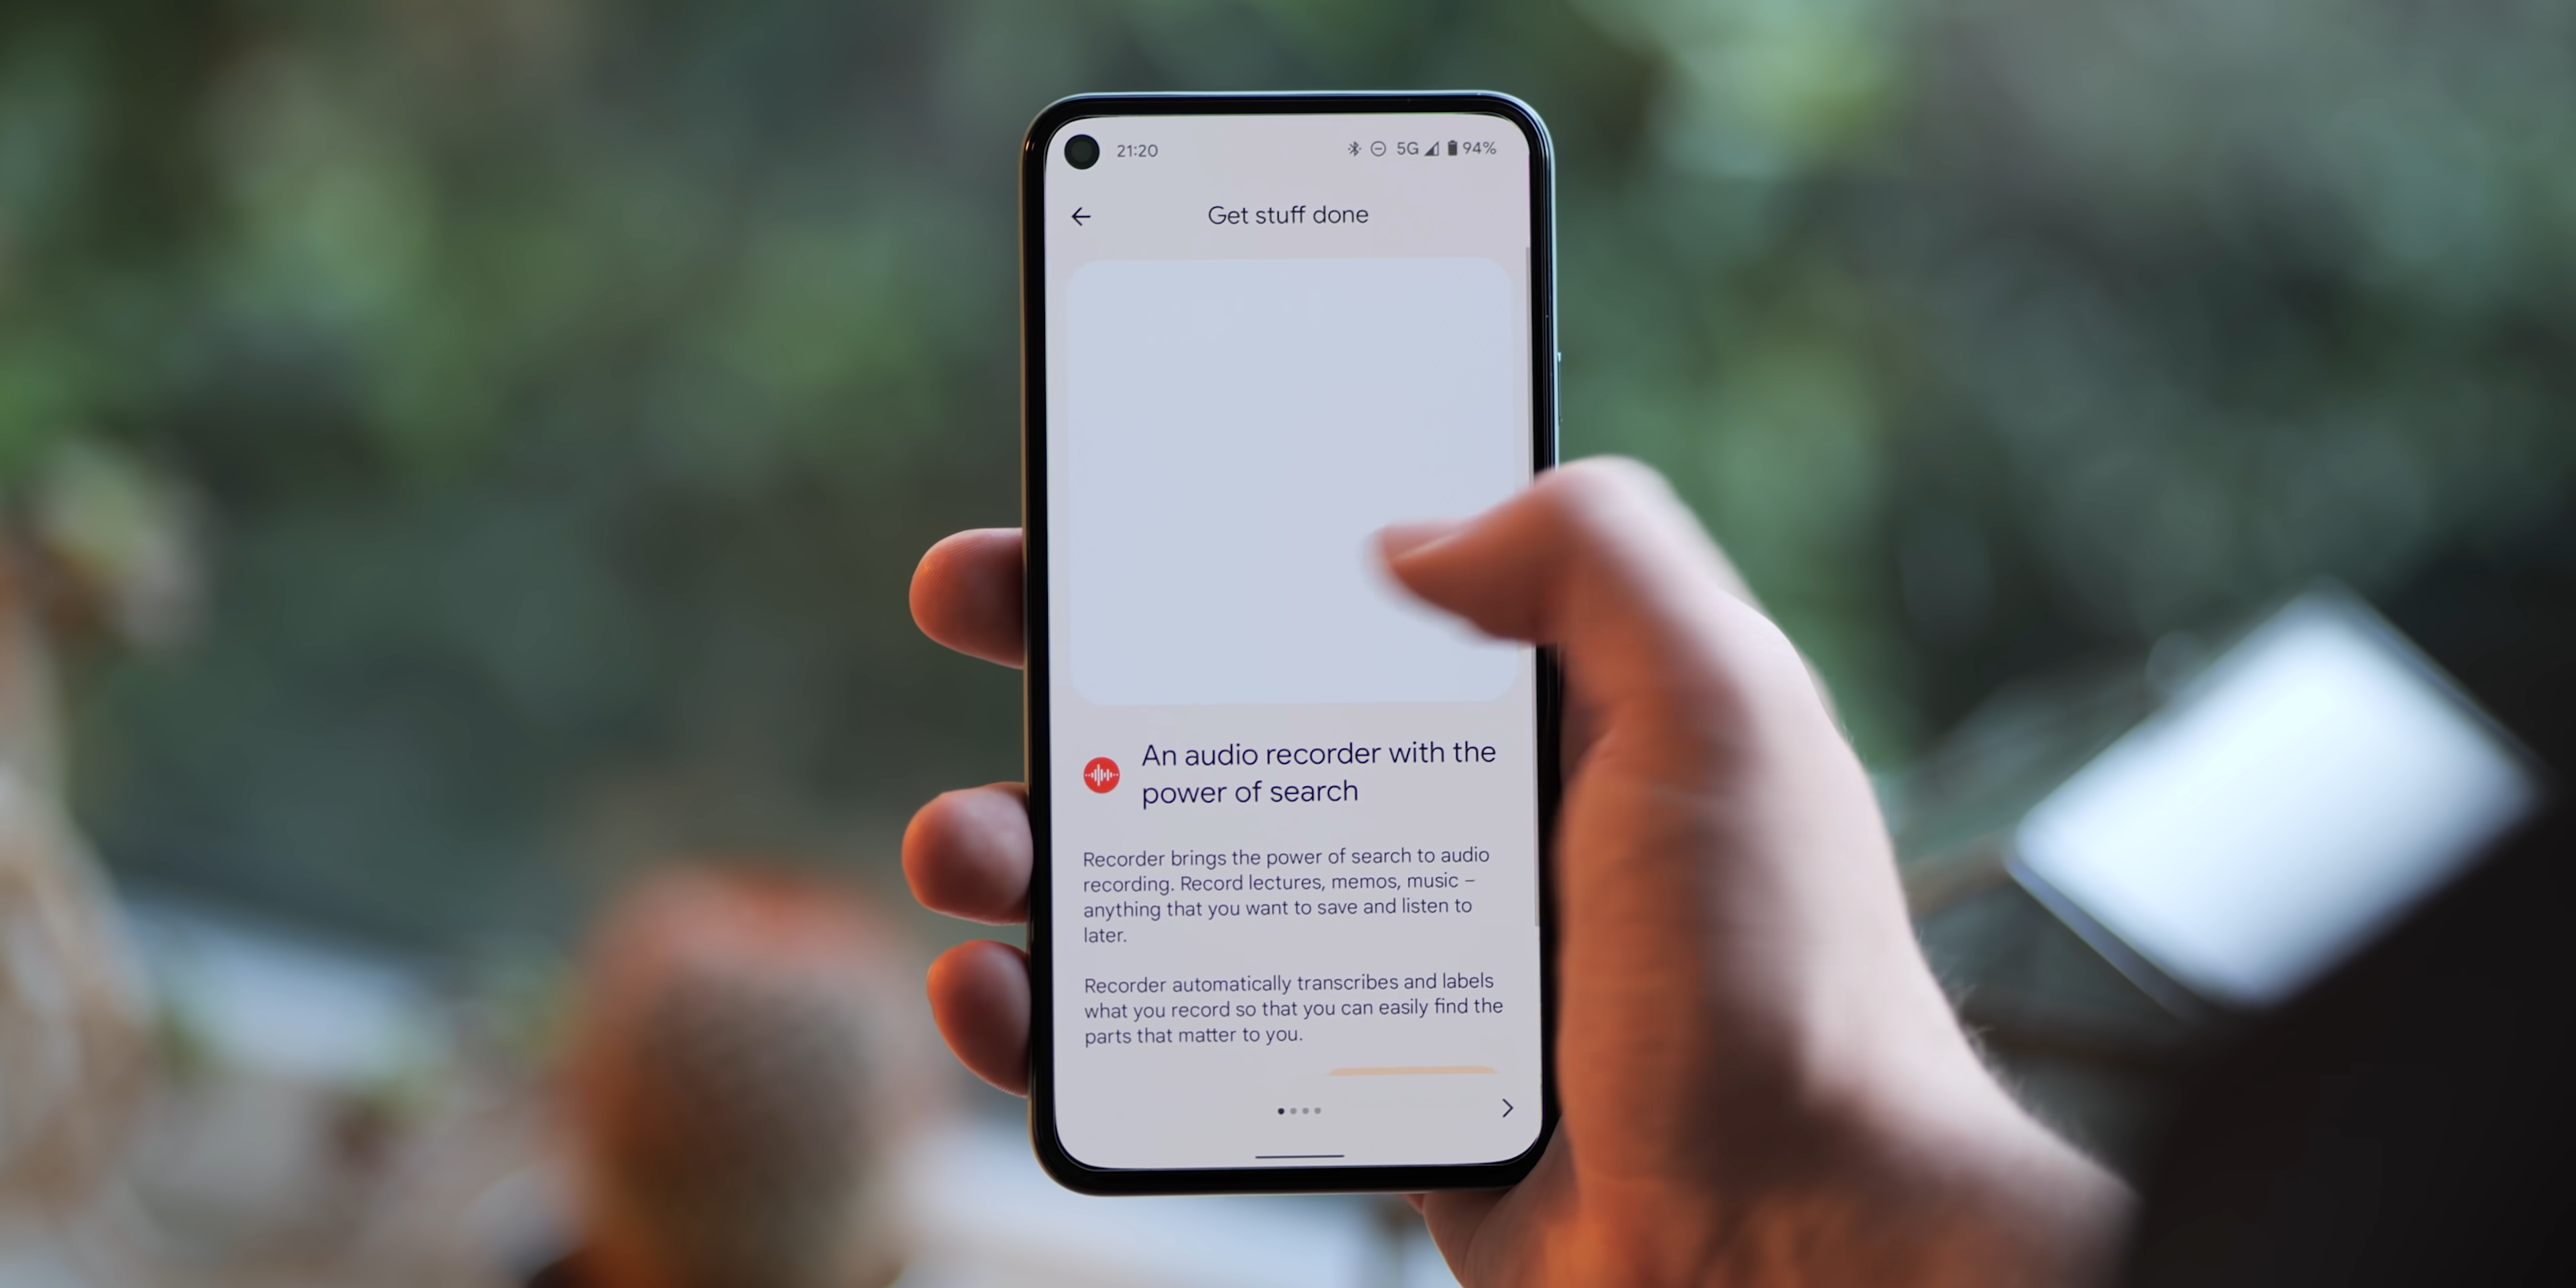 21:20 5G 94%
Get stuff done
An audio recorder with the
power of search
Recorder brings the power of search to audio
recording. Record lectures, memos, music –
anything that you want to save and listen to
later.
Recorder automatically transcribes and labels
what you record so that you can easily find the
parts that matter to you.